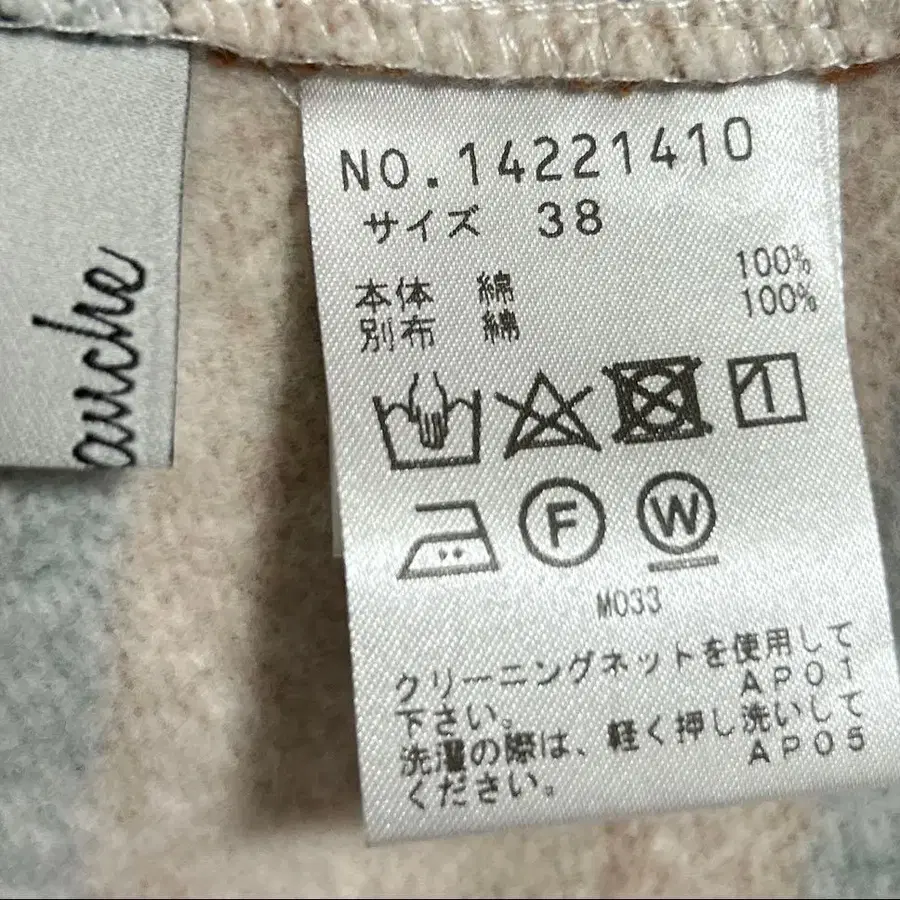 NO.14221410
サイズ 38
本体 綿 100%
別布 綿 100%
F W
M033
クリーニングネットを使用して
下さい。 AP01
洗濯の際は、軽く押し洗いして
ください。 AP05